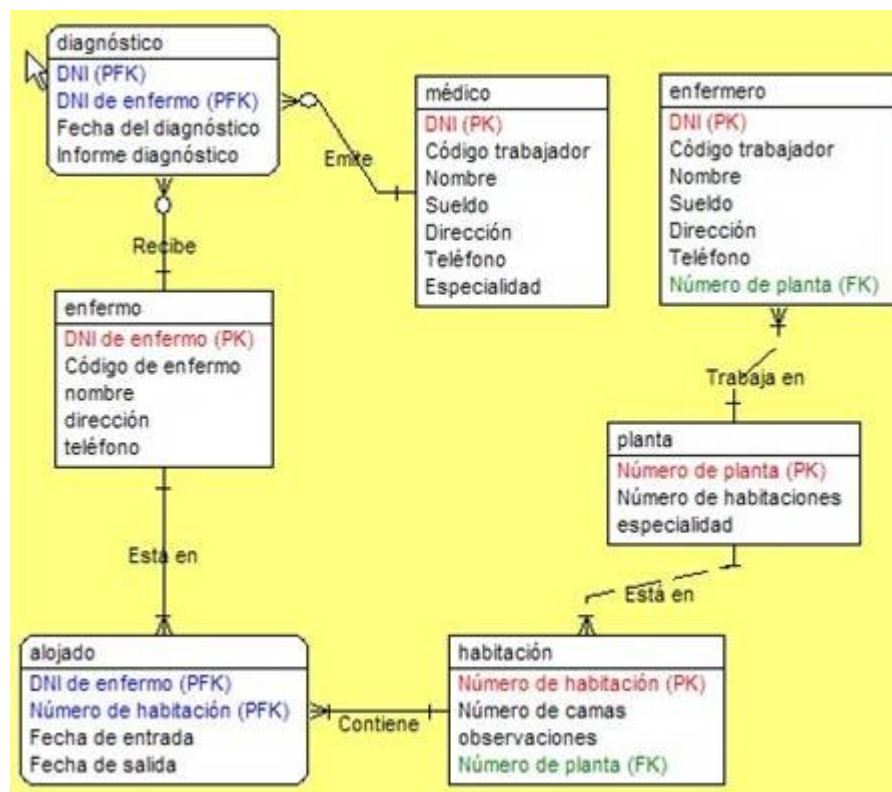 diagnóstico
DNI (PFK)
DNI de enfermo (PFK)
Fecha del diagnóstico
Informe diagnóstico
Emite
médico
DNI (PK)
Código trabajador
Nombre
Sueldo
Dirección
Teléfono
Especialidad
enfermero
DNI (PK)
Código trabajador
Nombre
Sueldo
Dirección
Teléfono
Número de planta (FK)
Recibe
enfermo
DNI de enfermo (PK)
Código de enfermo
nombre
dirección
teléfono
Trabaja en
planta
Número de planta (PK)
Número de habitaciones
especialidad
Está en
Está en
alojado
DNI de enfermo (PFK)
Número de habitación (PFK)
Fecha de entrada
Fecha de salida
Contiene
habitación
Número de habitación (PK)
Número de camas
observaciones
Número de planta (FK)